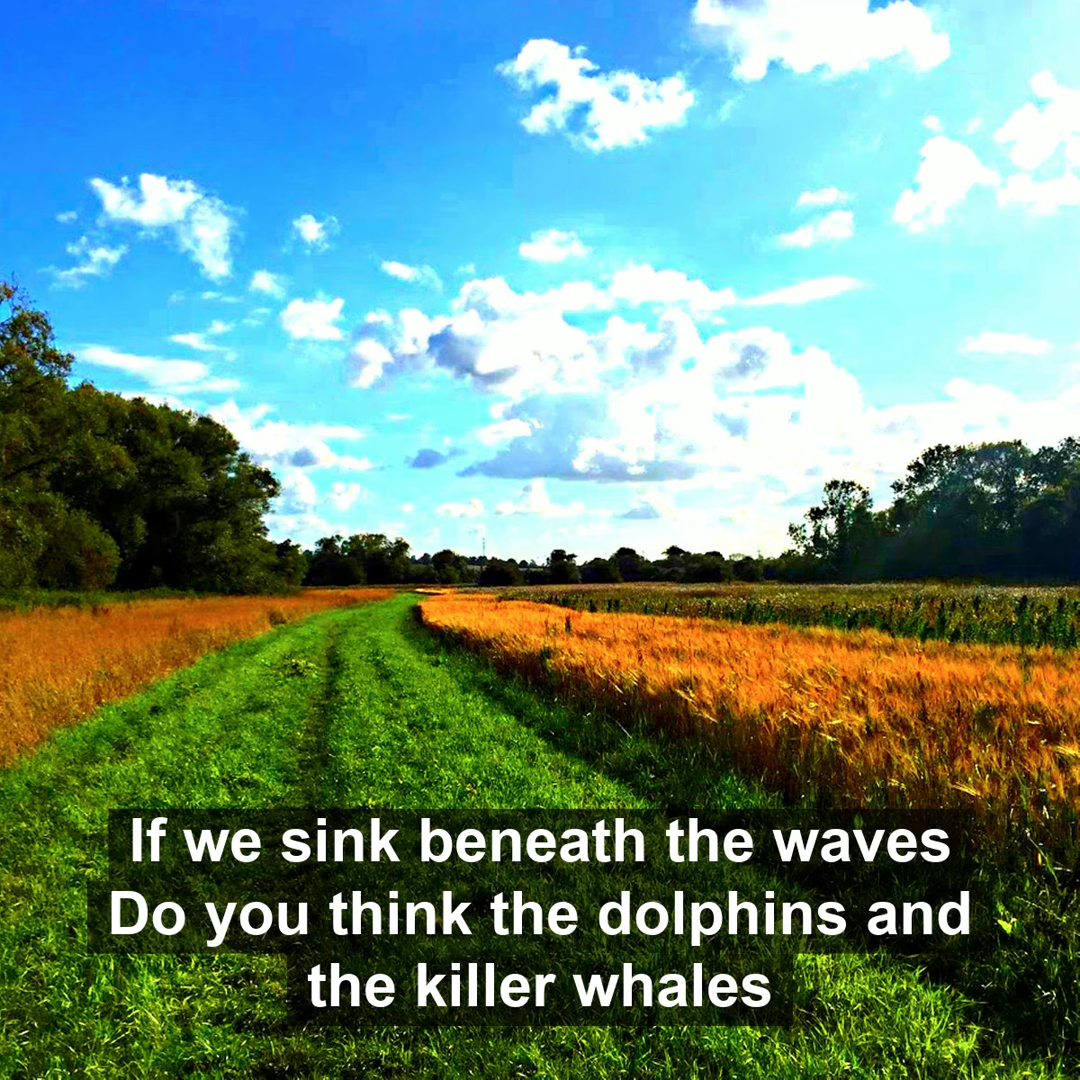 If we sink beneath the waves
Do you think the dolphins and
the killer whales